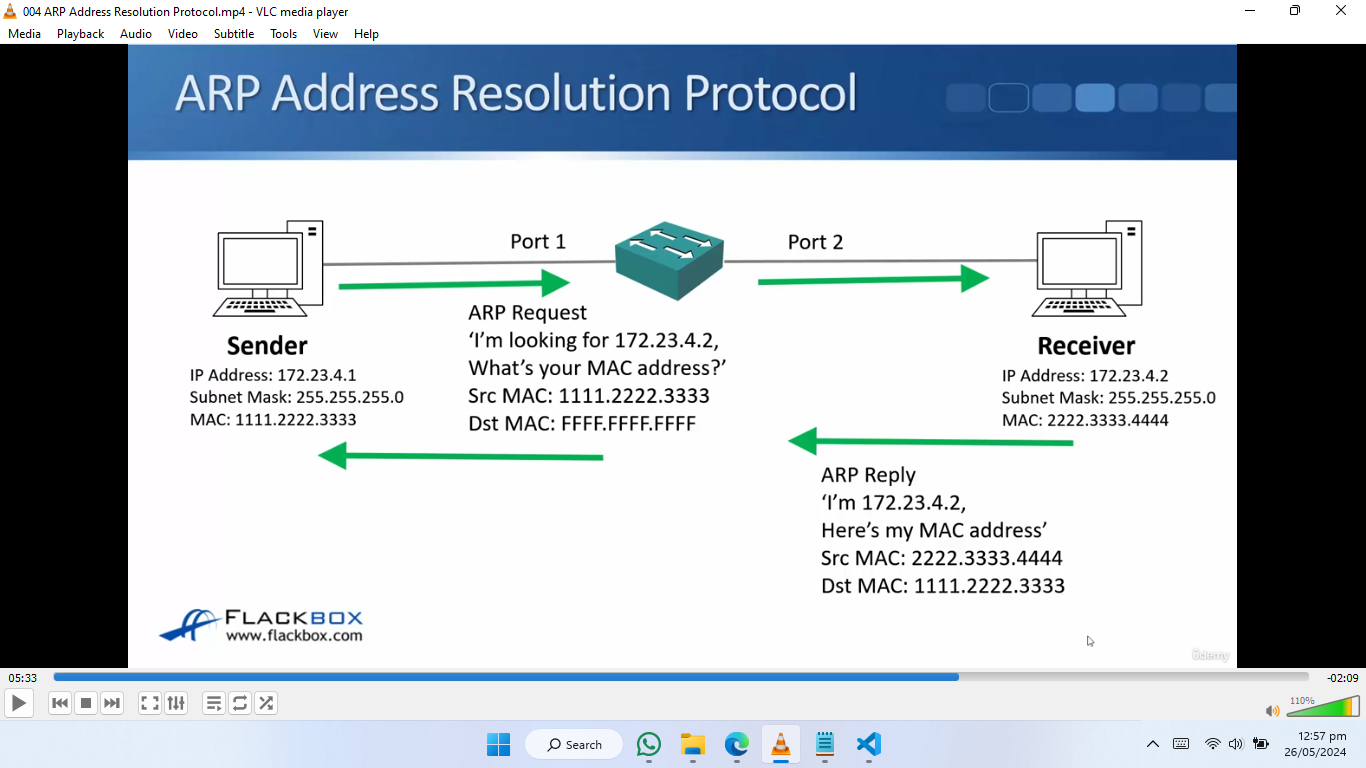 004 ARP Address Resolution Protocol.mp4 - VLC media player
Media Playback Audio Video Subtitle Tools View Help
ARP Address Resolution Protocol
Port 1
Port 2
Sender
IP Address: 172.23.4.1
Subnet Mask: 255.255.255.0
MAC: 1111.2222.3333
ARP Request
‘I’m looking for 172.23.4.2,
What’s your MAC address?’
Src MAC: 1111.2222.3333
Dst MAC: FFFF.FFFF.FFFF
Receiver
IP Address: 172.23.4.2
Subnet Mask: 255.255.255.0
MAC: 2222.3333.4444
ARP Reply
‘I’m 172.23.4.2,
Here’s my MAC address’
Src MAC: 2222.3333.4444
Dst MAC: 1111.2222.3333
FLACKBOX
www.flackbox.com
ûdemy
05:33
-02:09
110%
Search
12:57 pm
26/05/2024